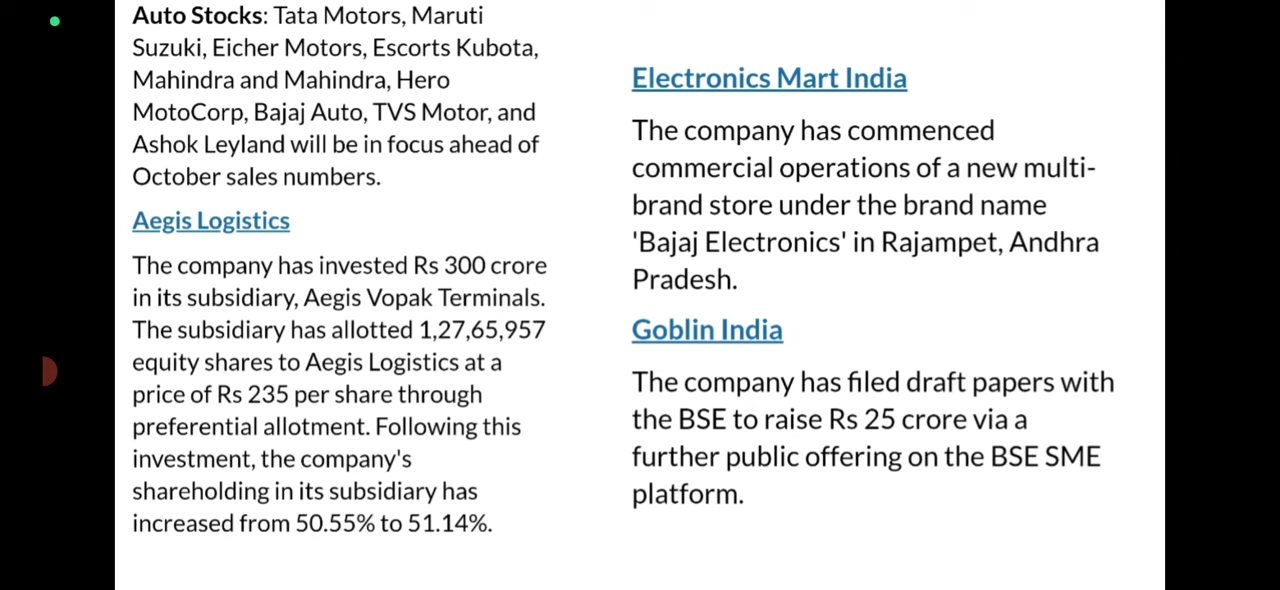 Auto Stocks: Tata Motors, Maruti
Suzuki, Eicher Motors, Escorts Kubota,
Mahindra and Mahindra, Hero
MotoCorp, Bajaj Auto, TVS Motor, and
Ashok Leyland will be in focus ahead of
October sales numbers.
Aegis Logistics
The company has invested Rs 300 crore
in its subsidiary, Aegis Vopak Terminals.
The subsidiary has allotted 1,27,65,957
equity shares to Aegis Logistics at a
price of Rs 235 per share through
preferential allotment. Following this
investment, the company's
shareholding in its subsidiary has
increased from 50.55% to 51.14%.
Electronics Mart India
The company has commenced
commercial operations of a new multi-
brand store under the brand name
'Bajaj Electronics' in Rajampet, Andhra
Pradesh.
Goblin India
The company has filed draft papers with
the BSE to raise Rs 25 crore via a
further public offering on the BSE SME
platform.